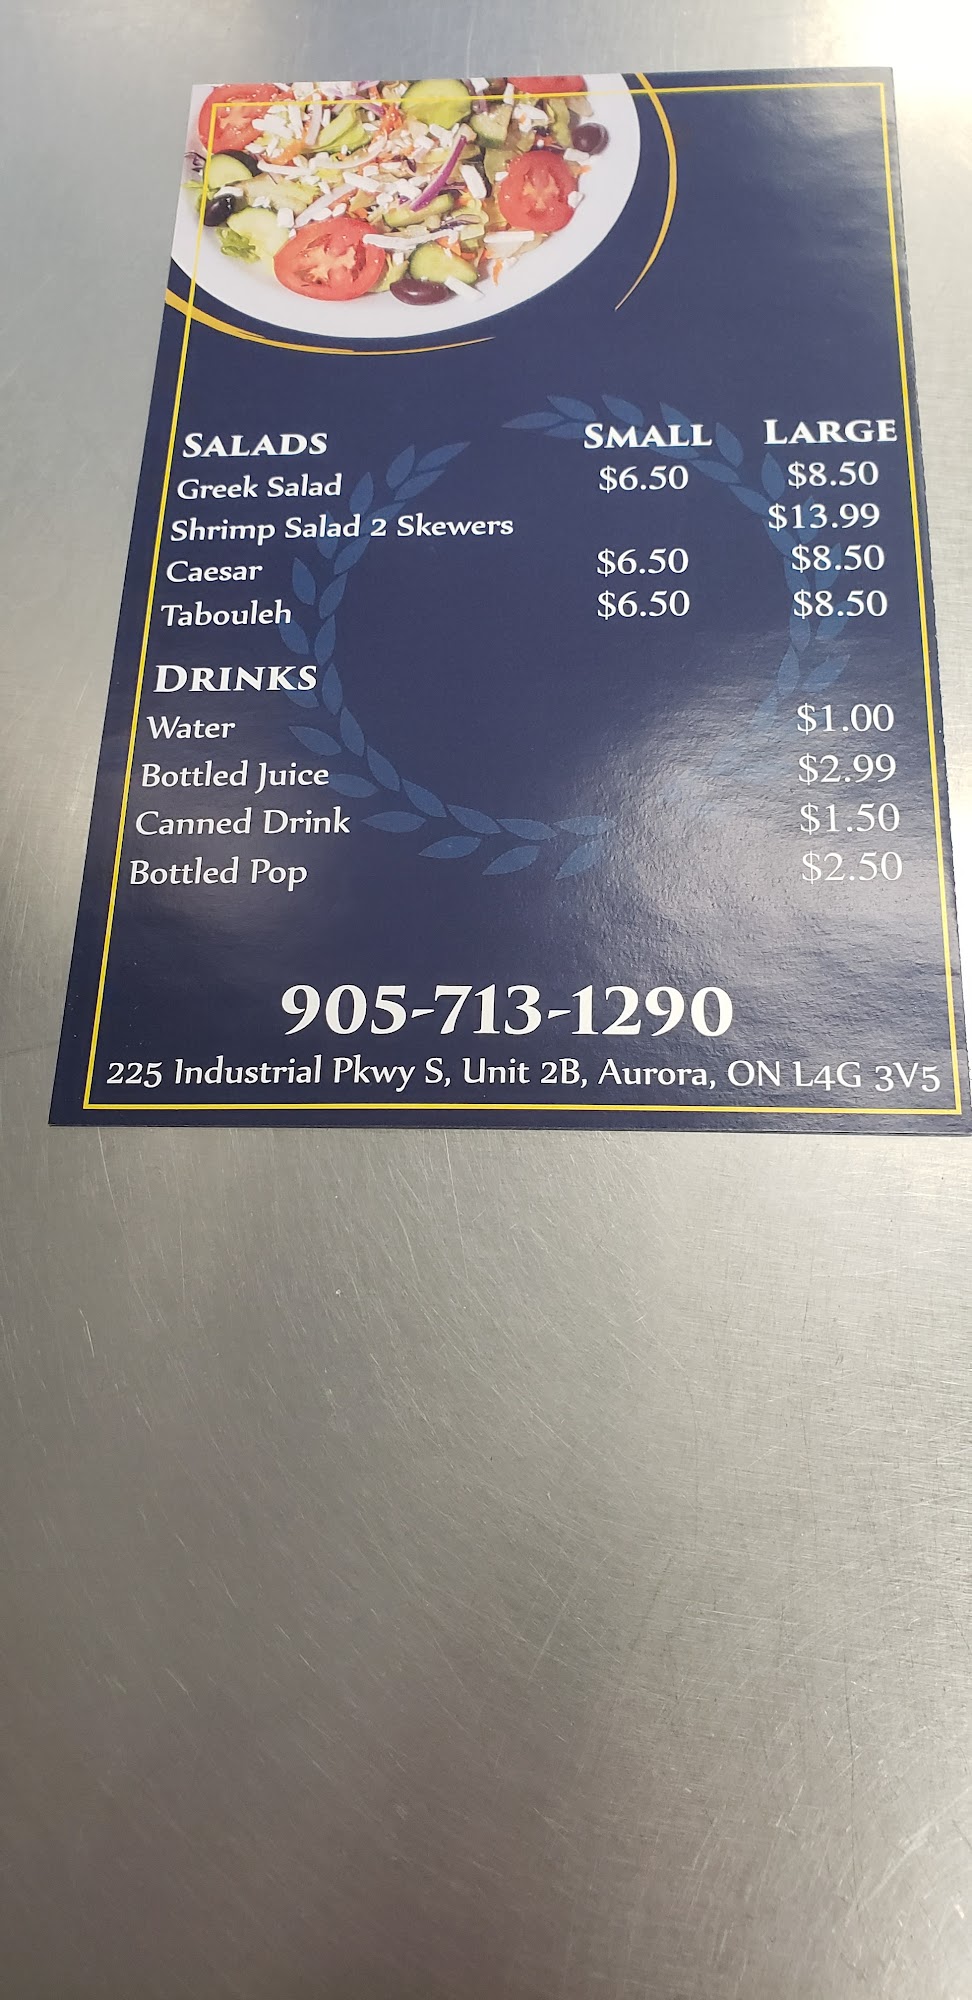 SALADS SMALL LARGE
Greek Salad $6.50 $8.50
Shrimp Salad 2 Skewers $13.99
Caesar $6.50 $8.50
Tabouleh $6.50 $8.50
DRINKS
Water $1.00
Bottled Juice $2.99
Canned Drink $1.50
Bottled Pop $2.50
905-713-1290
225 Industrial Pkwy S, Unit 2B, Aurora, ON L4G 3V5